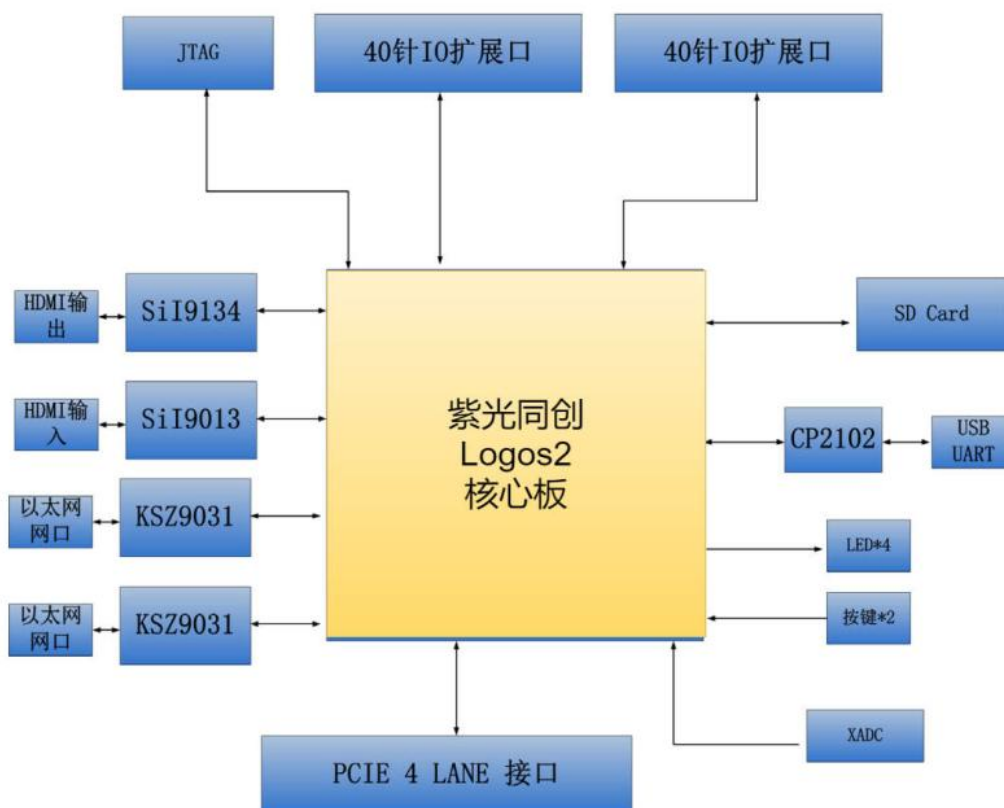 JTAG
40针IO扩展口
40针IO扩展口
HDMI输
出
SiI9134
SD Card
HDMI输
入
SiI9013
紫光同创
Logos2
核心板
CP2102
USB
UART
以太网
网口
KSZ9031
LED*4
以太网
网口
KSZ9031
按键*2
XADC
PCIE 4 LANE 接口